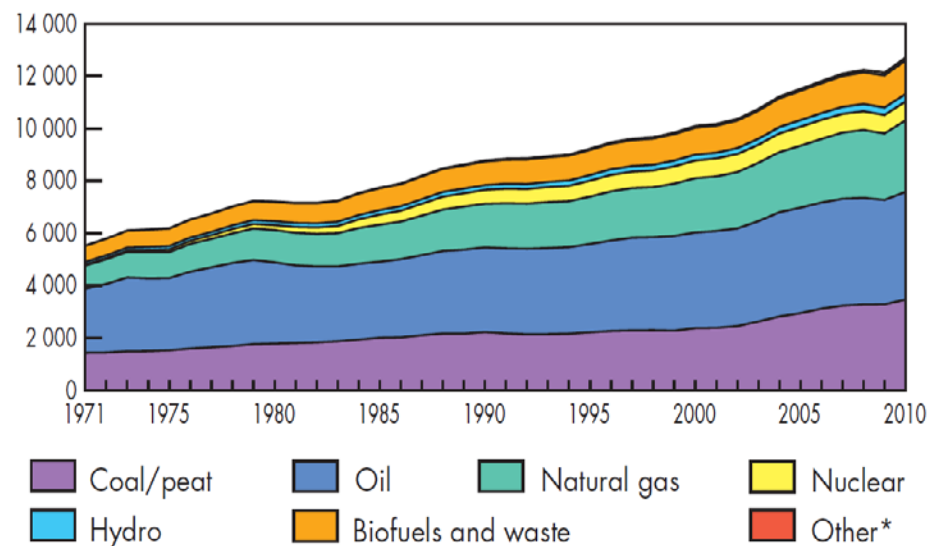 14 000
12 000
10 000
8 000
6 000
4 000
2 000
0
1971 1975 1980 1985 1990 1995 2000 2005 2010
Coal/peat Oil Natural gas Nuclear
Hydro Biofuels and waste Other*